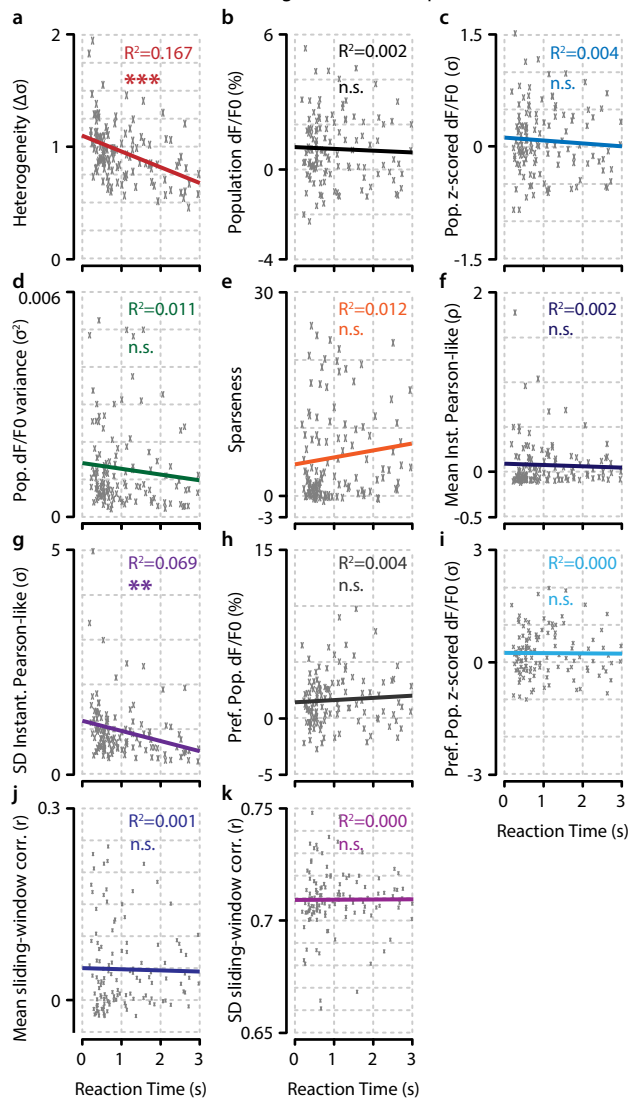 a
Heterogeneity (Δσ)
2
1
0
R²=0.167
***
b
Population dF/F0 (%)
6
0
-4
R²=0.002
n.s.
c
Pop. z-scored dF/F0 (σ)
1.5
0
-1.5
R²=0.004
n.s.
d
Pop. dF/F0 variance (σ²)
0.006
0
R²=0.011
n.s.
e
Sparseness
30
0
-3
R²=0.012
n.s.
f
Mean Inst. Pearson-like (ρ)
2
0
-0.5
R²=0.002
n.s.
g
SD Instant. Pearson-like (σ)
5
0
R²=0.069
**
h
Pref. Pop. dF/F0 (%)
15
0
-5
R²=0.004
n.s.
i
Pref. Pop. z-scored dF/F0 (σ)
3
0
-3
R²=0.000
n.s.
0 1 2 3
Reaction Time (s)
j
Mean sliding-window corr. (r)
0.3
0
R²=0.001
n.s.
0 1 2 3
Reaction Time (s)
k
SD sliding-window corr. (r)
0.75
0.7
0.65
R²=0.000
n.s.
0 1 2 3
Reaction Time (s)